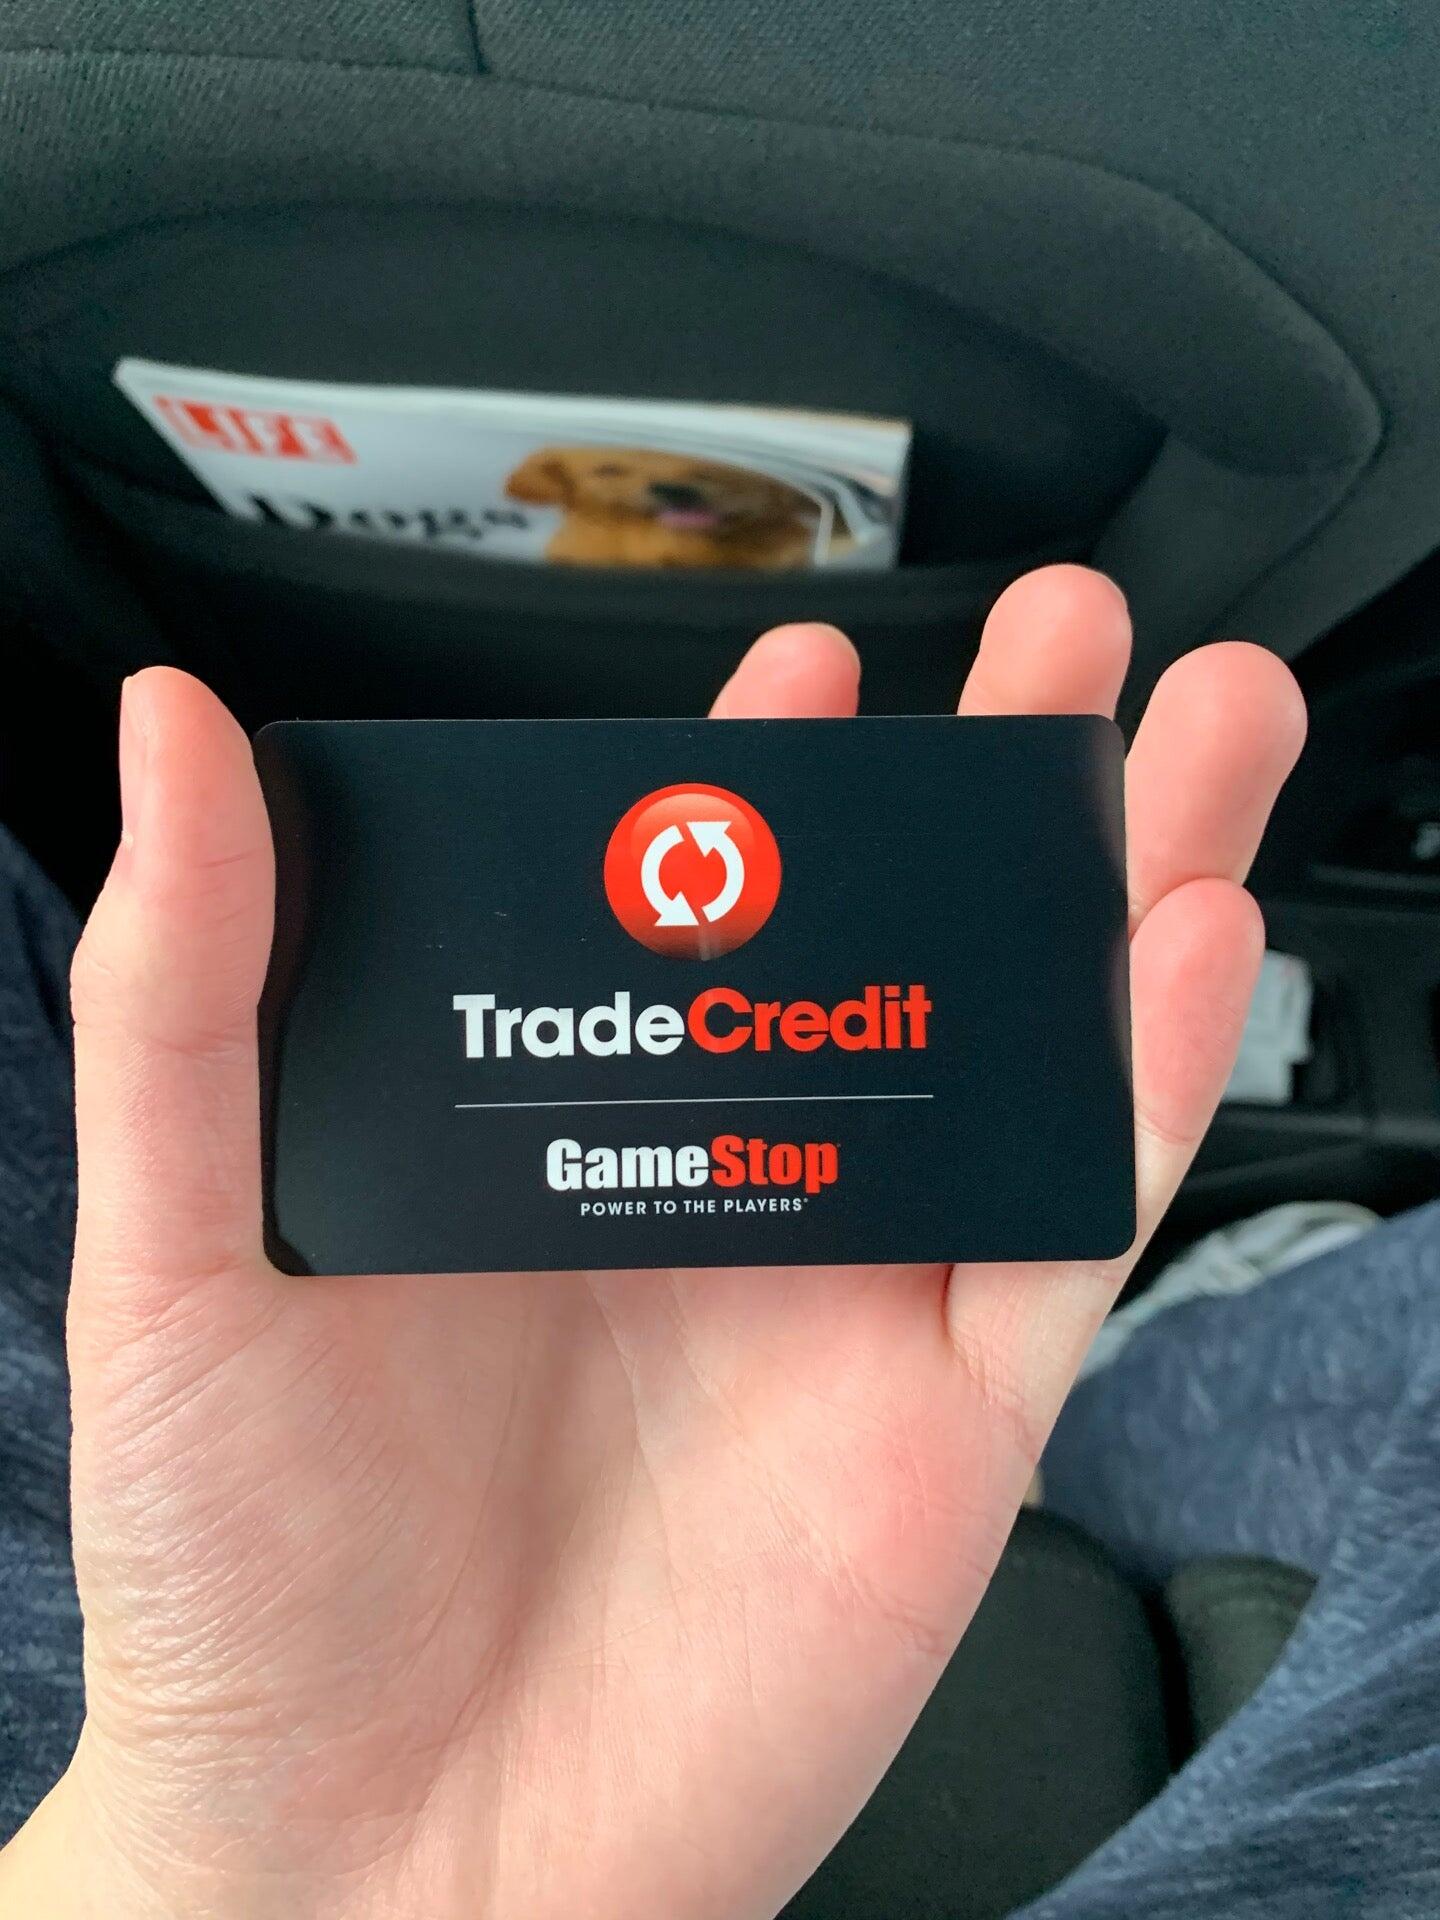 LIFE
Dogs
TradeCredit
GameStop
POWER TO THE PLAYERS®